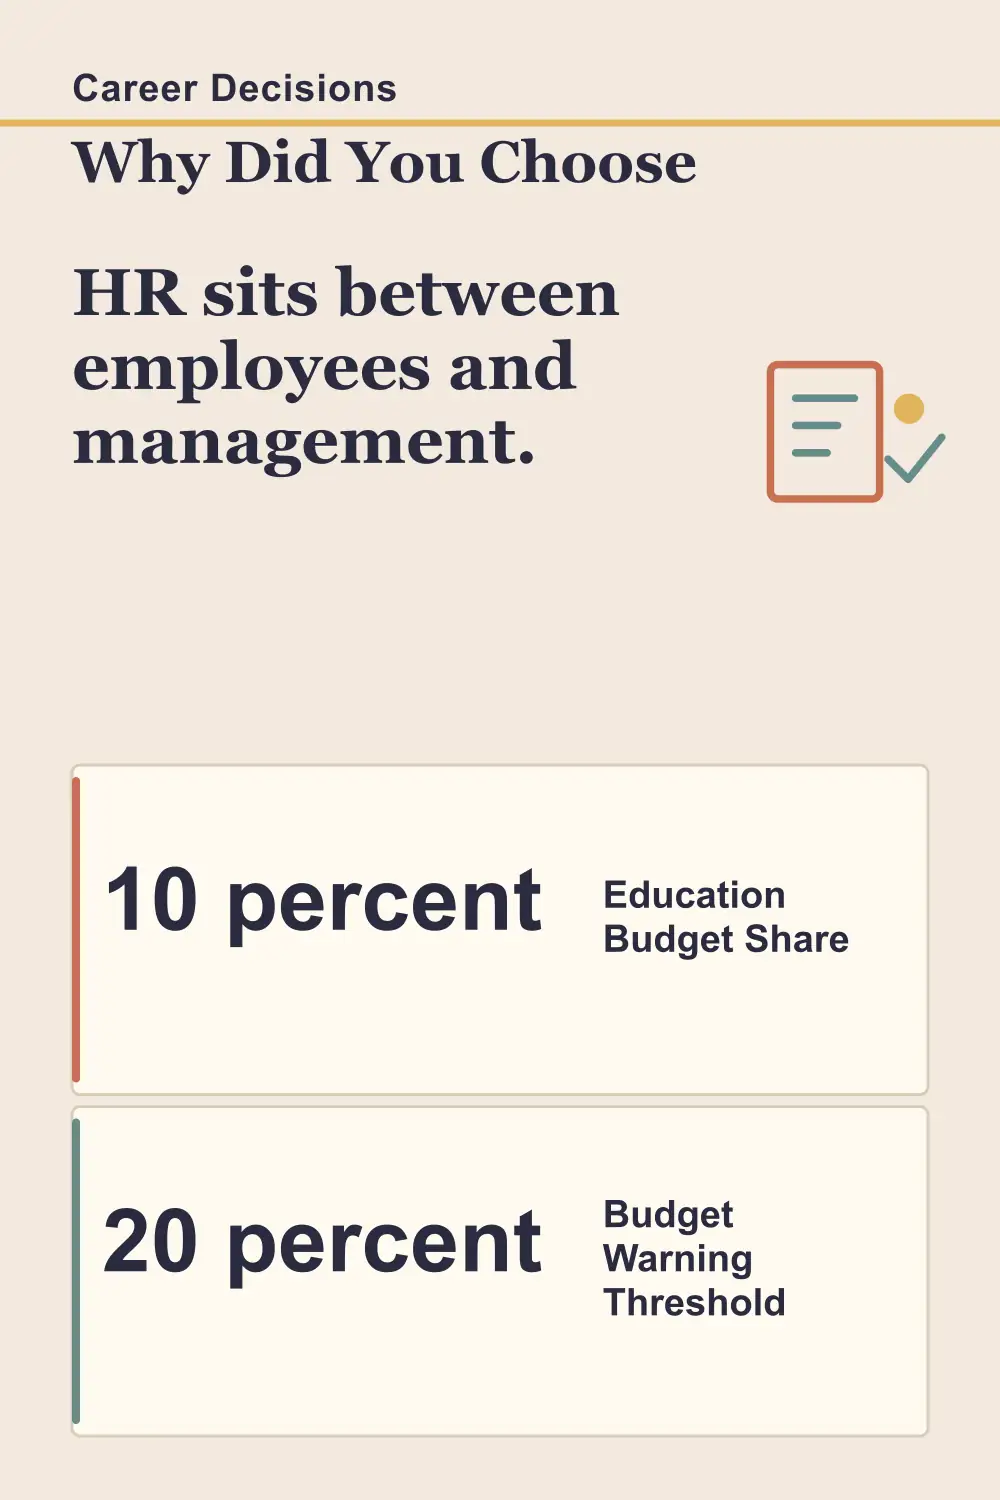 Career Decisions
Why Did You Choose
HR sits between
employees and
management.
10 percent
Education
Budget Share
20 percent
Budget
Warning
Threshold